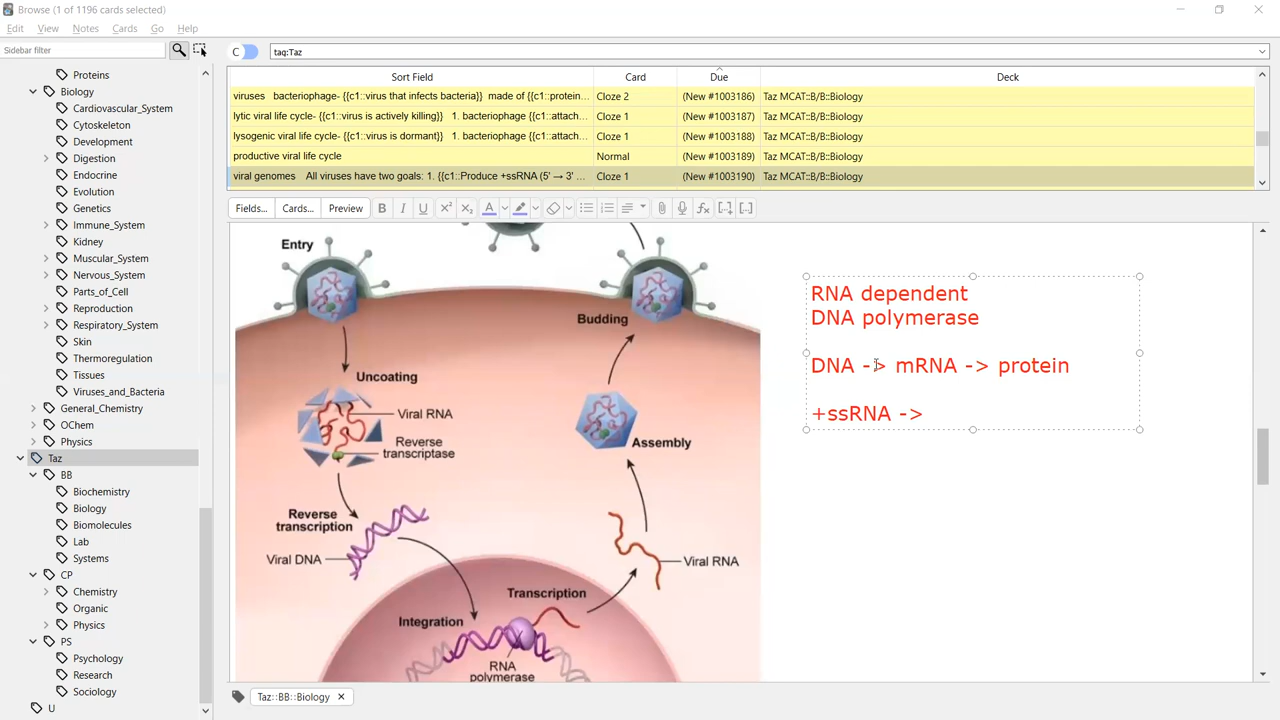 Browse (1 of 1196 cards selected)
Edit View Notes Cards Go Help
Sidebar filter
C
tag:Taz
Proteins
Biology
Cardiovascular_System
Cytoskeleton
Development
Digestion
Endocrine
Evolution
Genetics
Immune_System
Kidney
Muscular_System
Nervous_System
Parts_of_Cell
Reproduction
Respiratory_System
Skin
Thermoregulation
Tissues
Viruses_and_Bacteria
General_Chemistry
OChem
Physics
Taz
BB
Biochemistry
Biology
Biomolecules
Lab
Systems
CP
Chemistry
Organic
Physics
PS
Psychology
Research
Sociology
U
Sort Field Card Due Deck
viruses bacteriophage- {{c1::virus that infects bacteria}} made of {{c1::protein... Cloze 2 (New #1003186) Taz MCAT::B/B::Biology
lytic viral life cycle- {{c1::virus is actively killing}} 1. bacteriophage {{c1::attach... Cloze 1 (New #1003187) Taz MCAT::B/B::Biology
lysogenic viral life cycle- {{c1::virus is dormant}} 1. bacteriophage {{c1::attach... Cloze 1 (New #1003188) Taz MCAT::B/B::Biology
productive viral life cycle Normal (New #1003189) Taz MCAT::B/B::Biology
viral genomes All viruses have two goals: 1. {{c1::Produce +ssRNA (5' → 3' ... Cloze 1 (New #1003190) Taz MCAT::B/B::Biology
Fields... Cards... Preview B I U X² X₂ A
Entry
Budding
Uncoating
Viral RNA
Reverse
transcriptase
Assembly
Reverse
transcription
Viral DNA
Viral RNA
Transcription
Integration
RNA
polymerase
RNA dependent
DNA polymerase
DNA -> mRNA -> protein
+ssRNA ->
Taz::BB::Biology